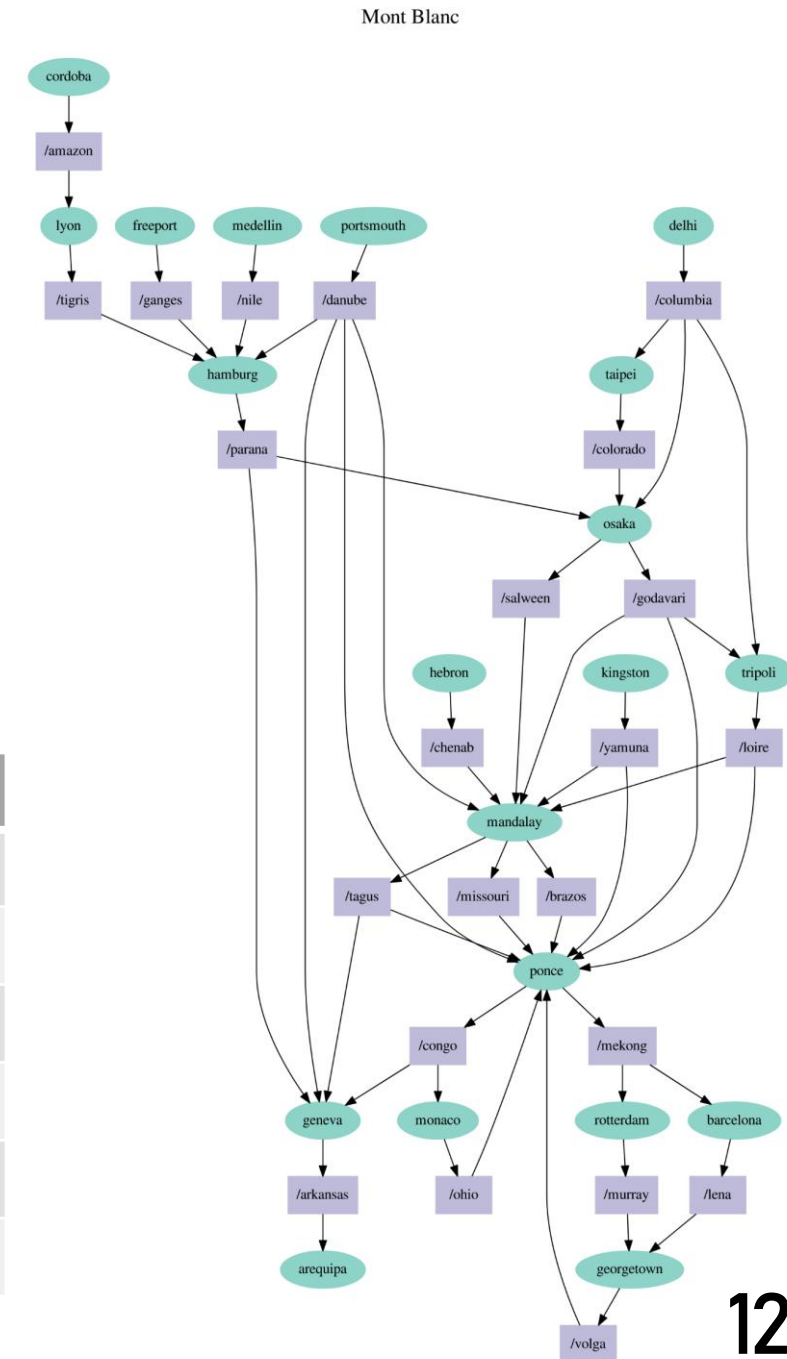 Mont Blanc
cordoba
/amazon
lyon
freeport
medellin
portsmouth
delhi
/tigris
/ganges
/nile
/danube
/columbia
hamburg
taipei
/parana
/colorado
osaka
/salween
/godavari
hebron
kingston
tripoli
/chenab
/yamuna
/loire
mandalay
/tagus
/missouri
/brazos
ponce
/congo
/mekong
geneva
monaco
rotterdam
barcelona
/arkansas
/ohio
/murray
/lena
arequipa
georgetown
/volga
12